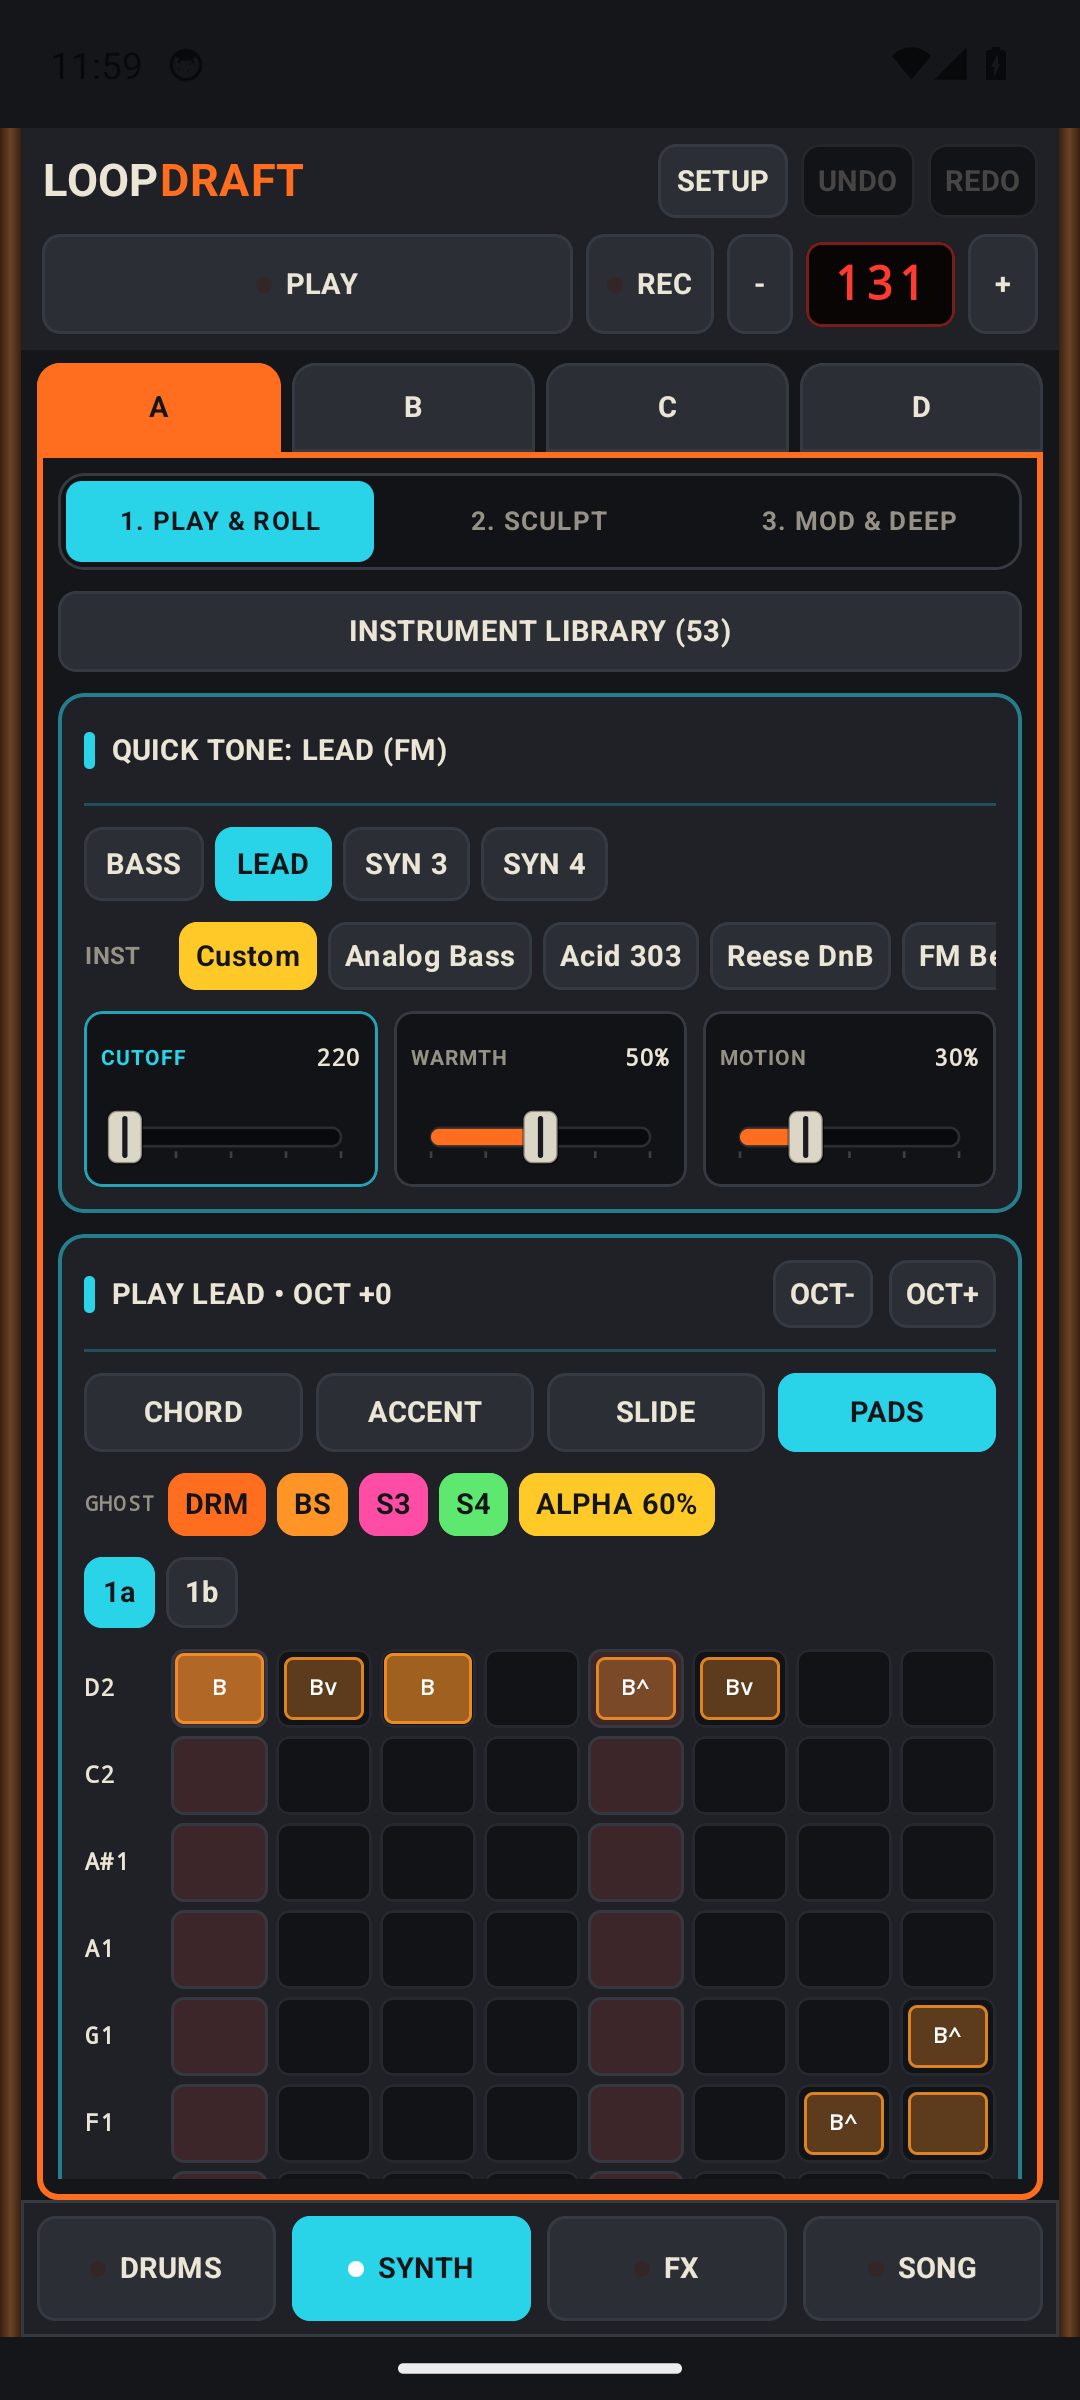 11:59
LOOPDRAFT SETUP UNDO REDO
PLAY REC - 131 +
A B C D
1. PLAY & ROLL 2. SCULPT 3. MOD & DEEP
INSTRUMENT LIBRARY (53)
QUICK TONE: LEAD (FM)
BASS LEAD SYN 3 SYN 4
INST Custom Analog Bass Acid 303 Reese DnB FM Be
CUTOFF 220 WARMTH 50% MOTION 30%
PLAY LEAD • OCT +0 OCT- OCT+
CHORD ACCENT SLIDE PADS
GHOST DRM BS S3 S4 ALPHA 60%
1a 1b
D2 B Bv B B^ Bv
C2
A#1
A1
G1 B^
F1 B^
DRUMS SYNTH FX SONG